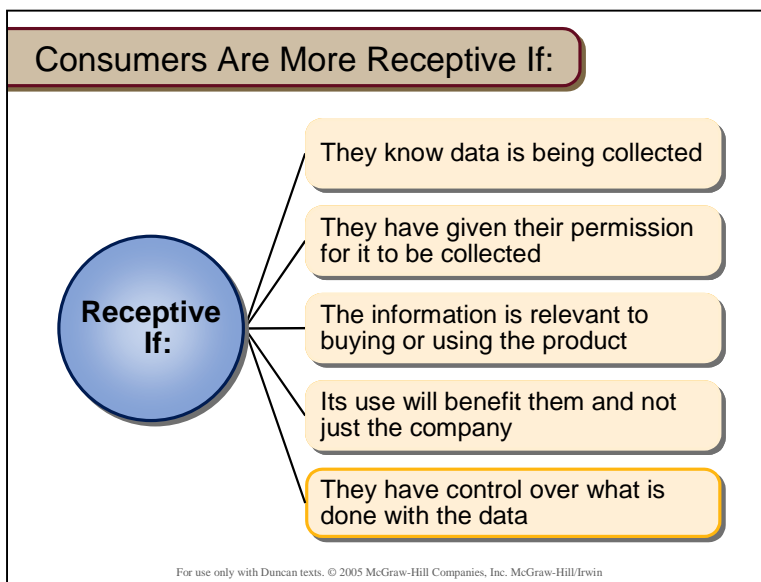 Consumers Are More Receptive If:
Receptive
If:
They know data is being collected
They have given their permission
for it to be collected
The information is relevant to
buying or using the product
Its use will benefit them and not
just the company
They have control over what is
done with the data
For use only with Duncan texts. © 2005 McGraw-Hill Companies, Inc. McGraw-Hill/Irwin